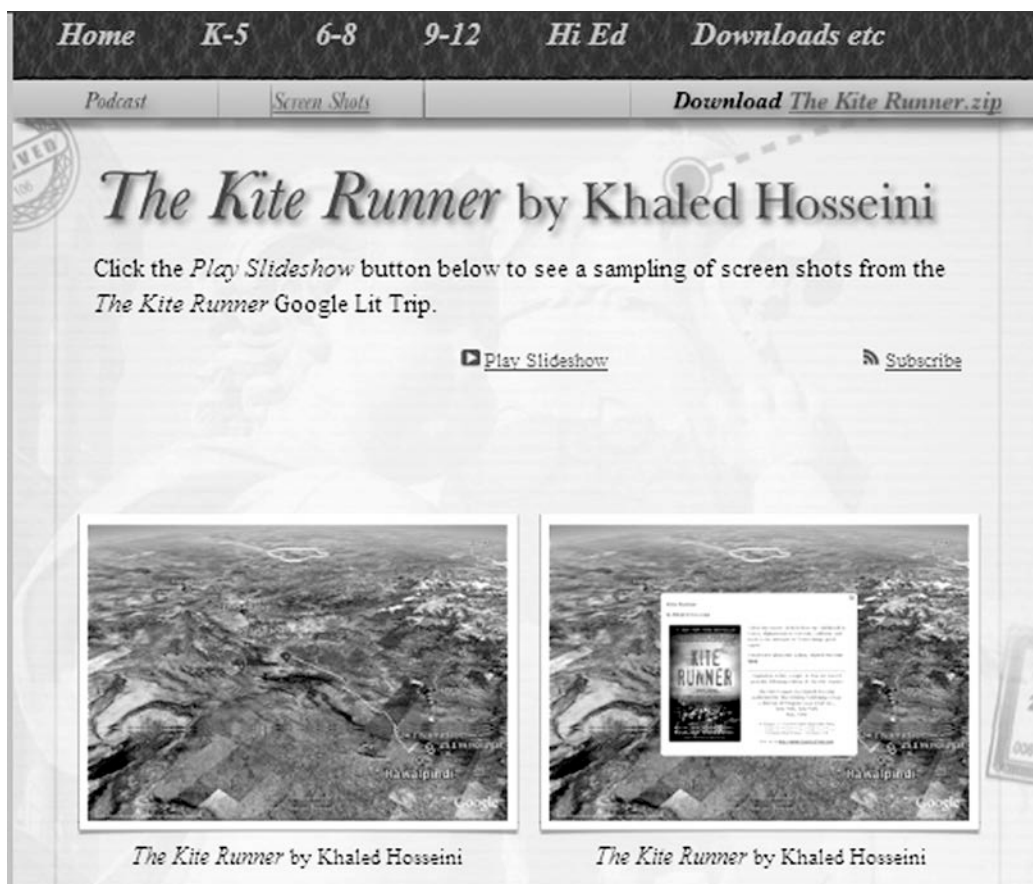 Home K-5 6-8 9-12 Hi Ed Downloads etc
Podcast Screen Shots Download The Kite Runner.zip
The Kite Runner by Khaled Hosseini
Click the Play Slideshow button below to see a sampling of screen shots from the
The Kite Runner Google Lit Trip.
Play Slideshow Subscribe
KITE
RUNNER
Rawalpindi
Google
Rawalpindi
Google
The Kite Runner by Khaled Hosseini
The Kite Runner by Khaled Hosseini